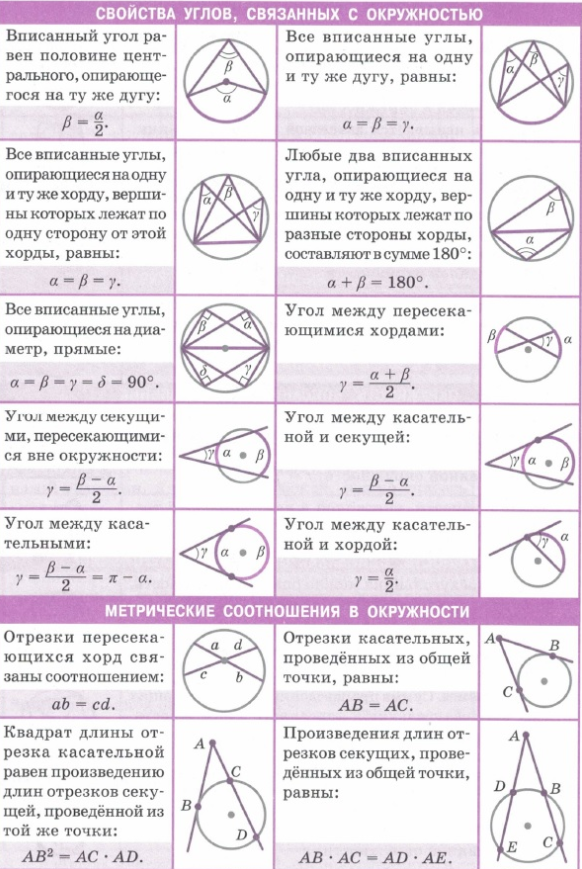 СВОЙСТВА УГЛОВ, СВЯЗАННЫХ С ОКРУЖНОСТЬЮ
Вписанный угол ра-
вен половине цент-
рального, опирающе-
гося на ту же дугу:
β = α/2.
β
α
Все вписанные углы,
опирающиеся на одну
и ту же дугу, равны:
α = β = γ.
α
β
γ
Все вписанные углы,
опирающиеся на одну
и ту же хорду, верши-
ны которых лежат по
одну сторону от этой
хорды, равны:
α = β = γ.
α
β
γ
Любые два вписанных
угла, опирающиеся на
одну и ту же хорду, вер-
шины которых лежат по
разные стороны хорды,
составляют в сумме 180°:
α + β = 180°.
β
α
Все вписанные углы,
опирающиеся на диа-
метр, прямые:
α = β = γ = δ = 90°.
β
α
δ
γ
Угол между пересека-
ющимися хордами:
γ = (α + β)/2.
β
γ
α
Угол между секущи-
ми, пересекающими-
ся вне окружности:
γ = (β − α)/2.
γ
α
β
Угол между касатель-
ной и секущей:
γ = (β − α)/2.
γ
α
β
Угол между каса-
тельными:
γ = (β − α)/2 = π − α.
γ
α
β
Угол между касатель-
ной и хордой:
γ = α/2.
γ
α
МЕТРИЧЕСКИЕ СООТНОШЕНИЯ В ОКРУЖНОСТИ
Отрезки пересека-
ющихся хорд свя-
заны соотношением:
ab = cd.
a
d
c
b
Отрезки касательных,
проведённых из общей
точки, равны:
AB = AC.
A
B
C
Квадрат длины от-
резка касательной
равен произведению
длин отрезков секу-
щей, проведённой из
той же точки:
AB² = AC · AD.
A
C
B
D
Произведения длин от-
резков секущих, прове-
дённых из общей точки,
равны:
AB · AC = AD · AE.
A
D
B
E
C